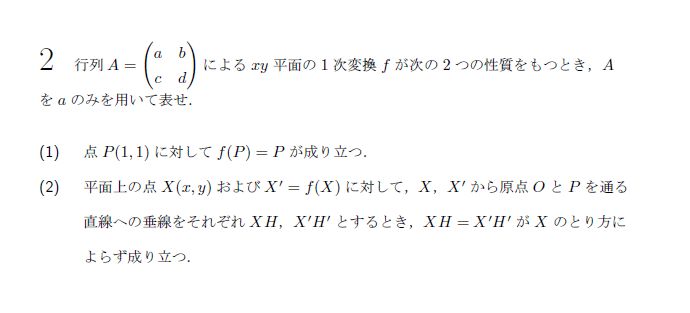 2 行列 A = \begin{pmatrix} a & b \\ c & d \end{pmatrix} による xy 平面の 1 次変換 f が次の 2 つの性質をもつとき，A
を a のみを用いて表せ．
(1) 点 P(1, 1) に対して f(P) = P が成り立つ．
(2) 平面上の点 X(x, y) および X′ = f(X) に対して，X，X′ から原点 O と P を通る
直線への垂線をそれぞれ XH，X′H′ とするとき，XH = X′H′ が X のとり方に
よらず成り立つ．